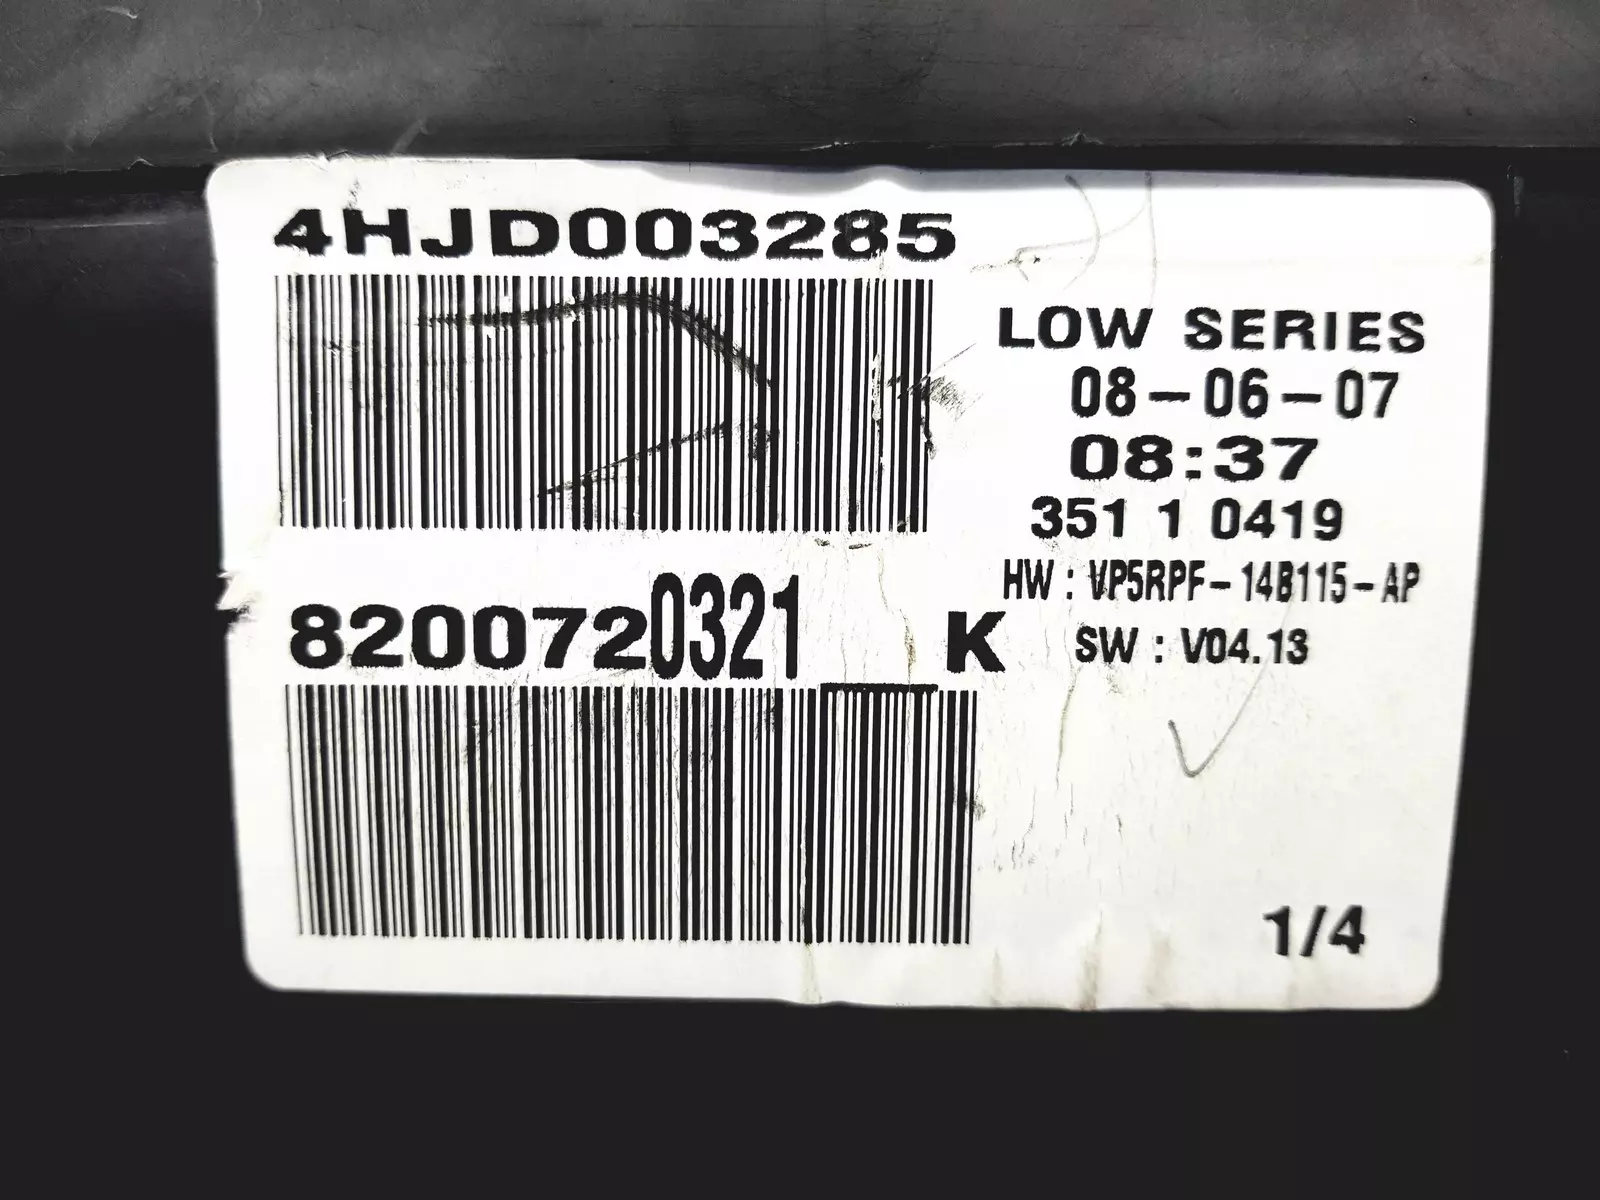 4HJD003285
LOW SERIES
08-06-07
08:37
351 1 0419
HW : VP5RPF-14B115-AP
8200720321__K
SW : V04.13
1/4